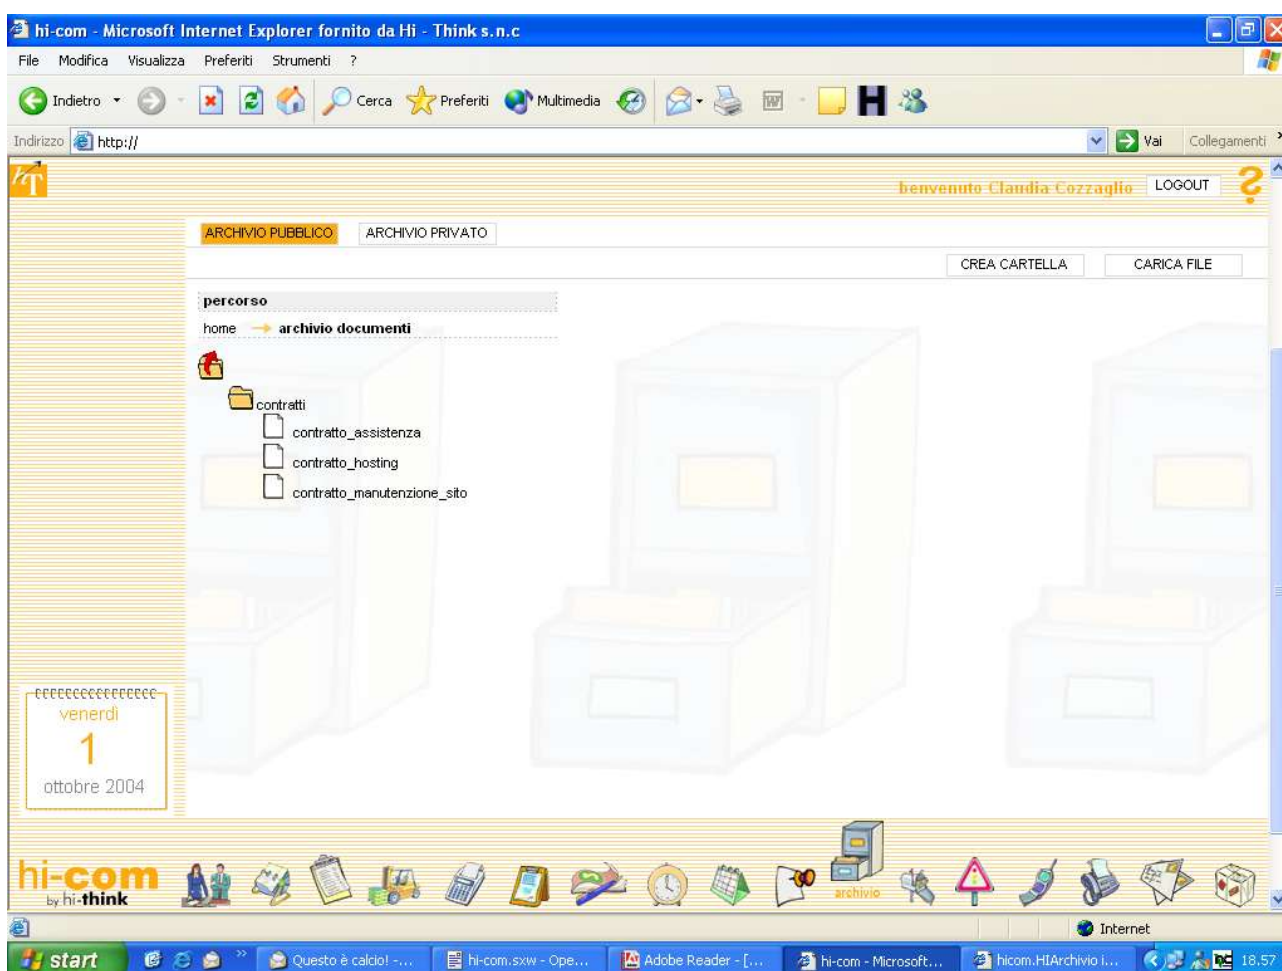 hi-com - Microsoft Internet Explorer fornito da Hi - Think s.n.c
File Modifica Visualizza Preferiti Strumenti ?
Indietro Cerca Preferiti Multimedia
Indirizzo http:// Vai Collegamenti
hT benvenuto Claudia Cozzaglio LOGOUT ?
ARCHIVIO PUBBLICO ARCHIVIO PRIVATO
CREA CARTELLA CARICA FILE
percorso
home archivio documenti
contratti
contratto_assistenza
contratto_hosting
contratto_manutenzione_sito
venerdì
1
ottobre 2004
hi-com
by hi-think
archivio
Internet
start Questo è calcio! -... hi-com.sxw - Ope... Adobe Reader - [... hi-com - Microsoft... hicom.HIArchivio i... 18.57